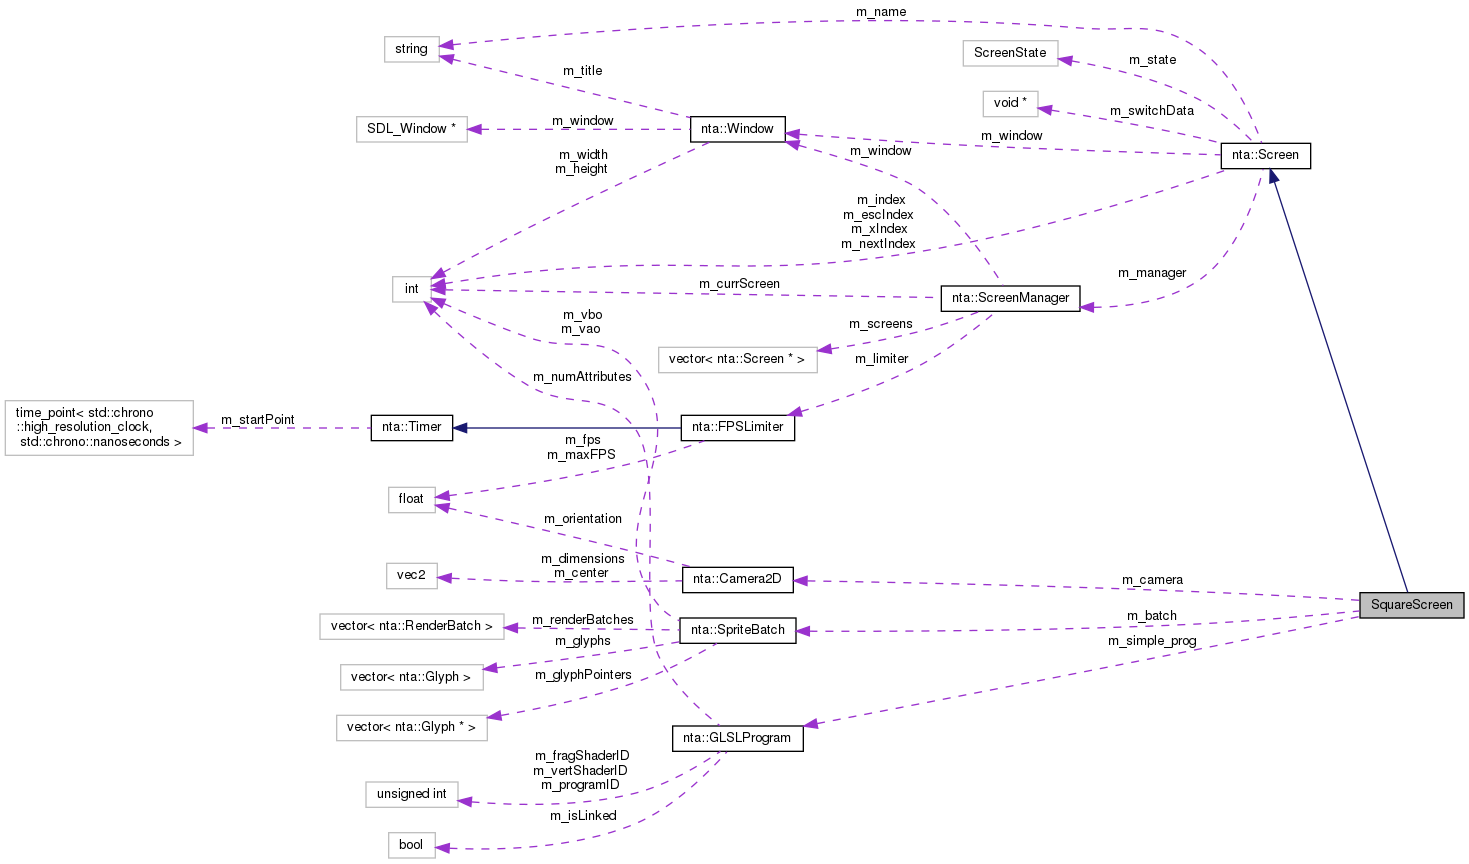 m_name
string
ScreenState
m_state
m_title
void *
m_switchData
SDL_Window *
m_window
nta::Window
m_window
nta::Screen
m_width
m_height
m_window
m_index
m_escIndex
m_xIndex
m_nextIndex
m_manager
int
m_currScreen
nta::ScreenManager
m_vbo
m_vao
m_screens
vector< nta::Screen * >
m_limiter
m_numAttributes
time_point< std::chrono
::high_resolution_clock,
std::chrono::nanoseconds >
m_startPoint
nta::Timer
nta::FPSLimiter
m_fps
m_maxFPS
float
m_orientation
m_dimensions
m_center
vec2
nta::Camera2D
m_camera
SquareScreen
m_batch
vector< nta::RenderBatch >
m_renderBatches
nta::SpriteBatch
m_glyphs
m_simple_prog
vector< nta::Glyph >
m_glyphPointers
vector< nta::Glyph * >
nta::GLSLProgram
m_fragShaderID
m_vertShaderID
m_programID
unsigned int
m_isLinked
bool